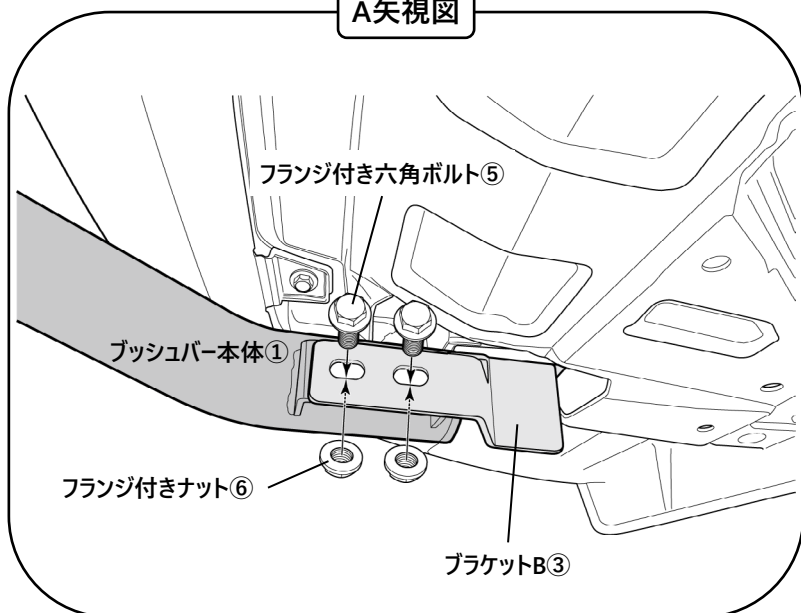 A矢視図
フランジ付き六角ボルト⑤
ブッシュバー本体①
フランジ付きナット⑥
ブラケットB③